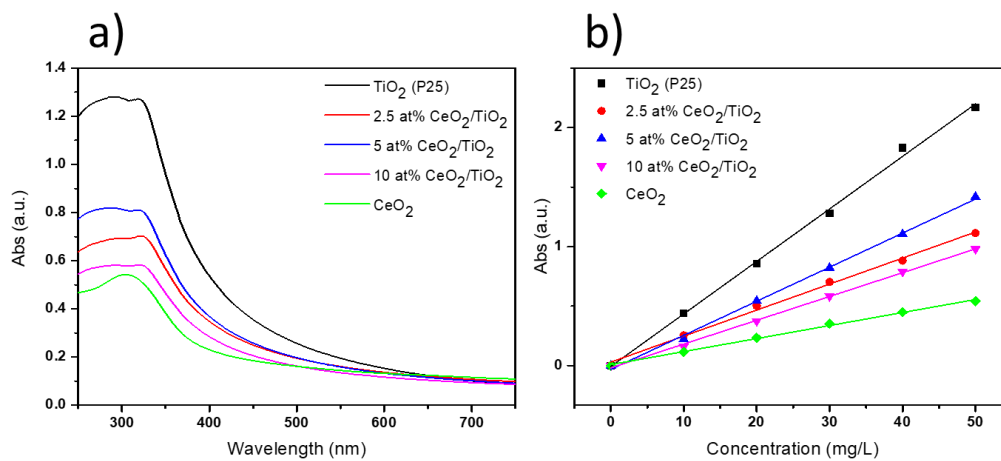 a)
1.4
1.2
1.0
0.8
0.6
0.4
0.2
0.0
Abs (a.u.)
TiO₂ (P25)
2.5 at% CeO₂/TiO₂
5 at% CeO₂/TiO₂
10 at% CeO₂/TiO₂
CeO₂
300 400 500 600 700
Wavelength (nm)
b)
2
1
0
Abs (a.u.)
TiO₂ (P25)
2.5 at% CeO₂/TiO₂
5 at% CeO₂/TiO₂
10 at% CeO₂/TiO₂
CeO₂
0 10 20 30 40 50
Concentration (mg/L)